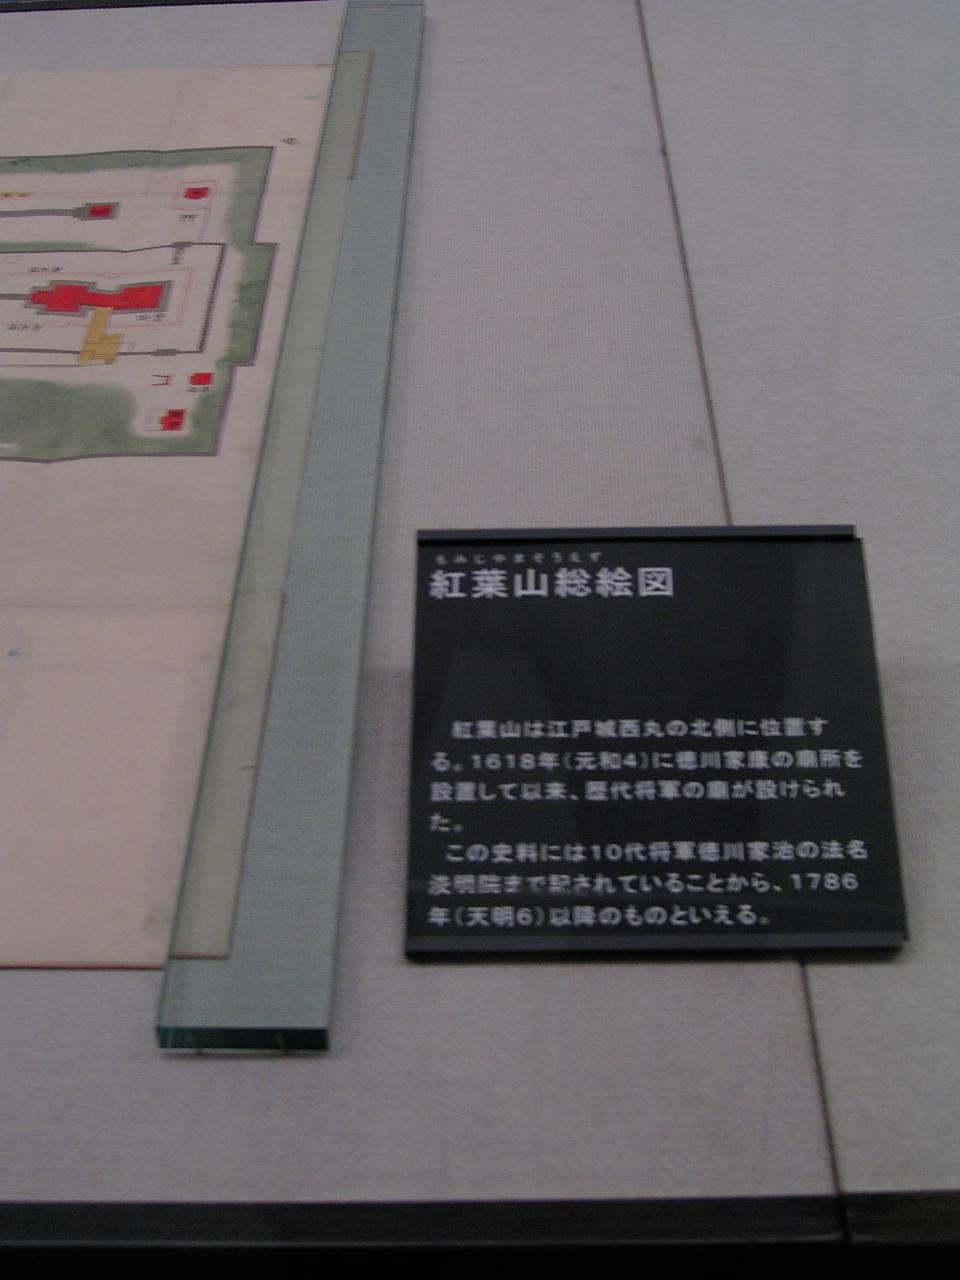 もみじやまそうえず
紅葉山総絵図
紅葉山は江戸城西丸の北側に位置す
る。1618年(元和4)に徳川家康の廟所を
設置して以来、歴代将軍の廟が設けられ
た。
この史料には10代将軍徳川家治の法名
浚明院まで記されていることから、1786
年(天明6)以降のものといえる。